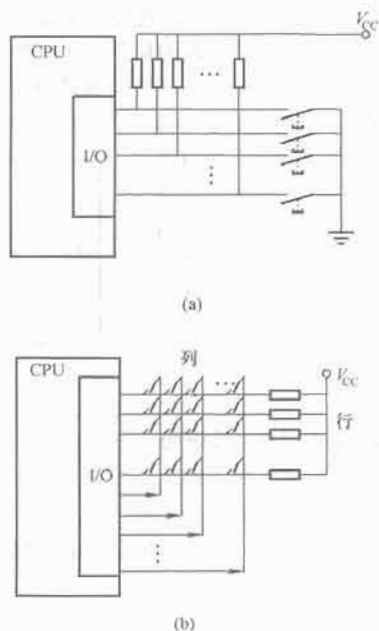 V_CC
CPU
I/O
…
⋮
(a)
列
CPU
…
V_CC
行
I/O
⋮
(b)